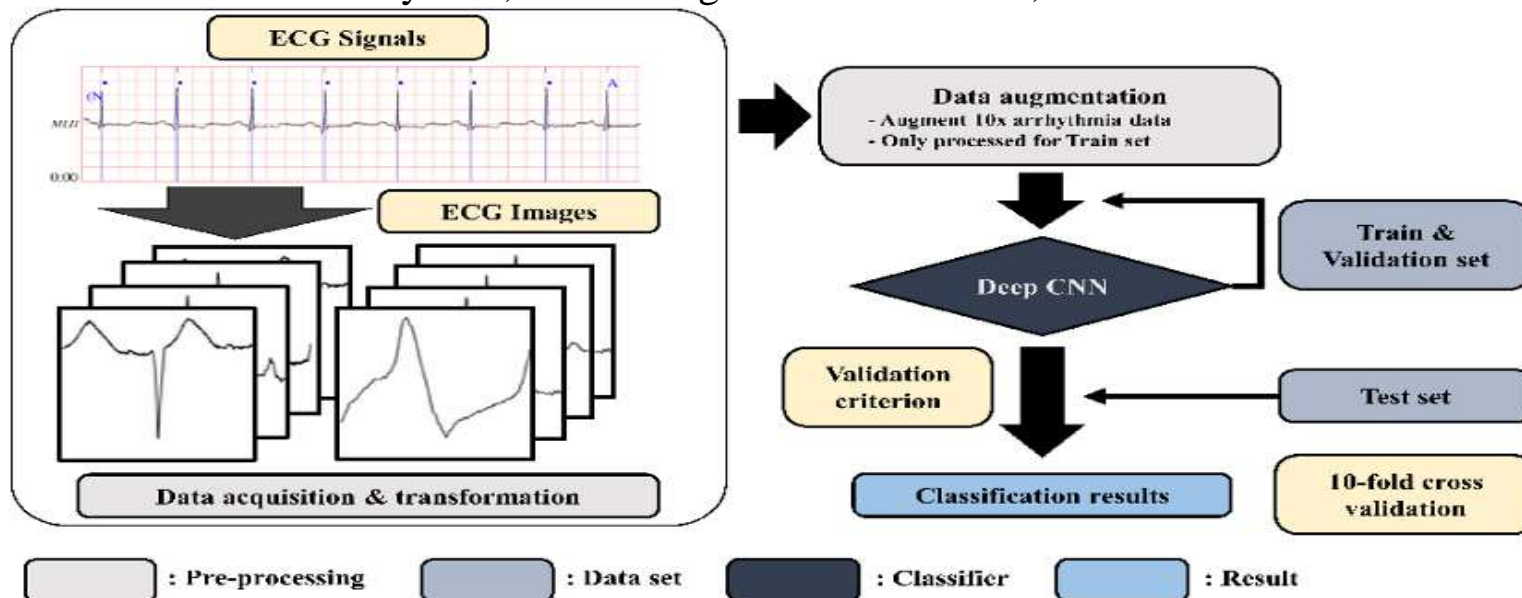 ECG Signals
(N
A
MLII
0:00
ECG Images
Data acquisition & transformation
Data augmentation
- Augment 10x arrhythmia data
- Only processed for Train set
Deep CNN
Train &
Validation set
Validation
criterion
Test set
Classification results
10-fold cross
validation
: Pre-processing
: Data set
: Classifier
: Result